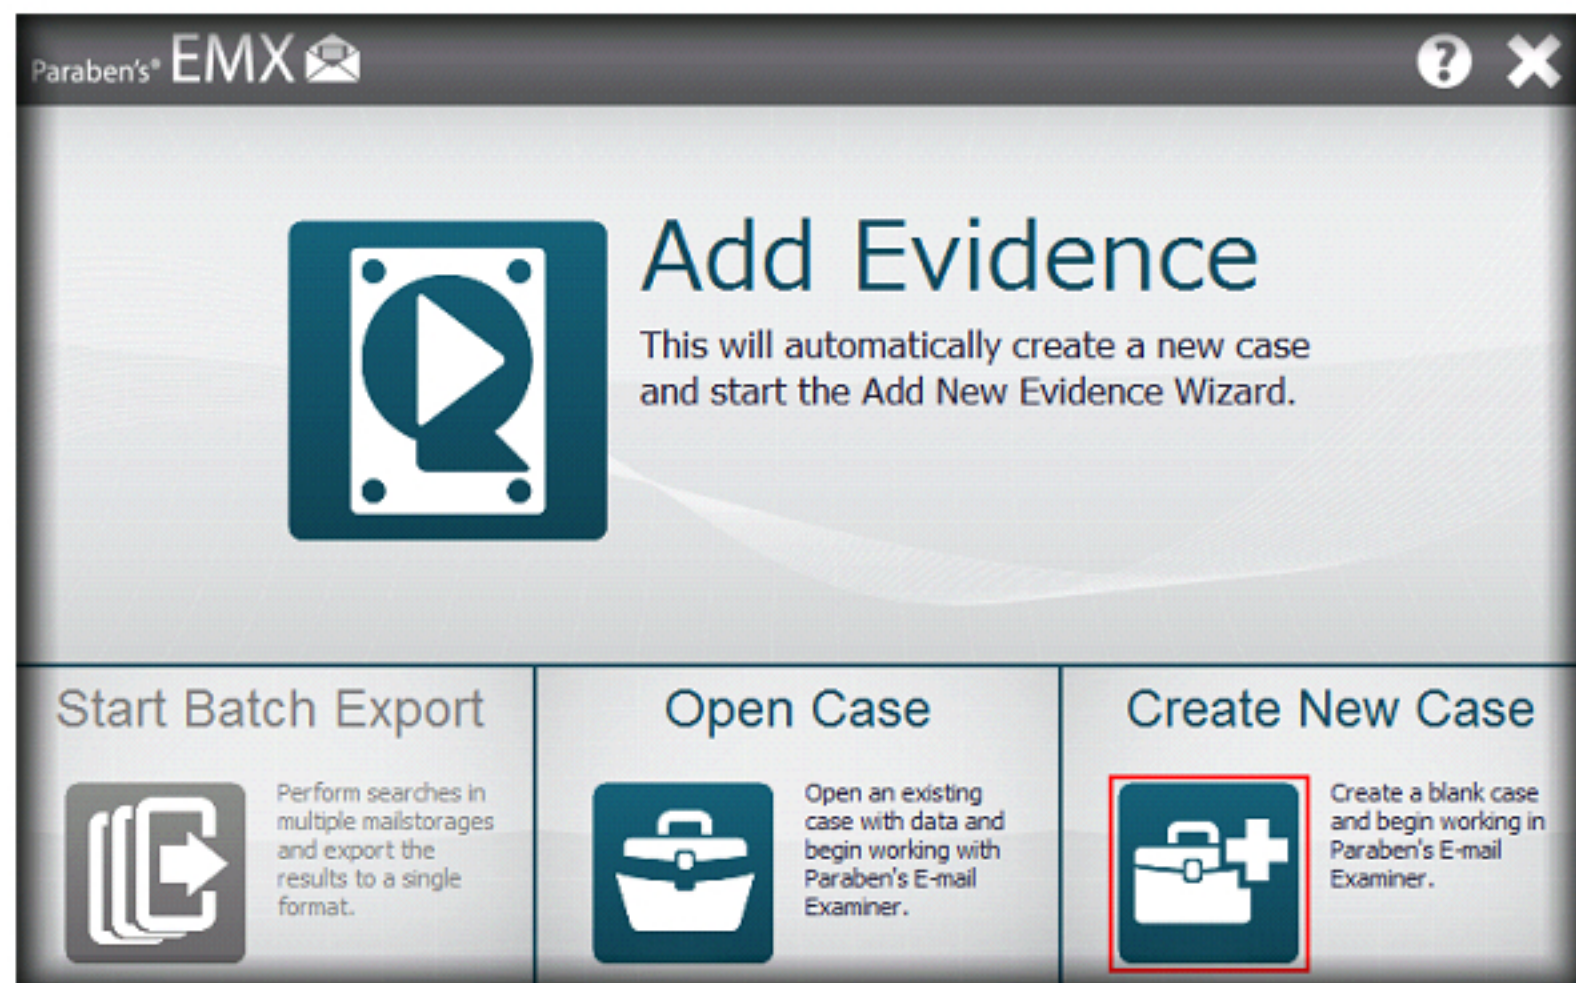 Paraben's® EMX
Add Evidence
This will automatically create a new case
and start the Add New Evidence Wizard.
Start Batch Export
Perform searches in
multiple mailstorages
and export the
results to a single
format.
Open Case
Open an existing
case with data and
begin working with
Paraben's E-mail
Examiner.
Create New Case
Create a blank case
and begin working in
Paraben's E-mail
Examiner.